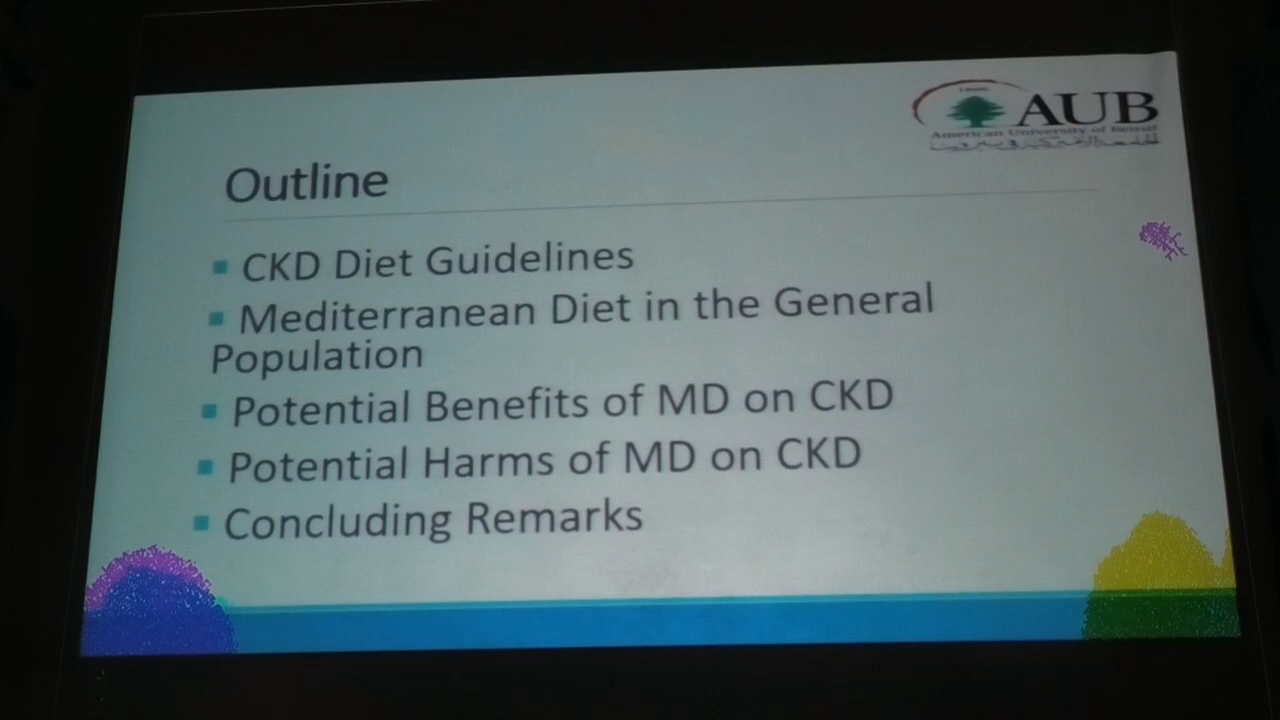 AUB
American University of Beirut
Outline
▪ CKD Diet Guidelines
▪ Mediterranean Diet in the General
Population
▪ Potential Benefits of MD on CKD
▪ Potential Harms of MD on CKD
▪ Concluding Remarks